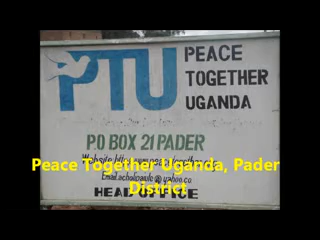 PTU PEACE
TOGETHER
UGANDA
P.O BOX 21 PADER
Peace Together Uganda, Pader
District
HEAD OFFICE